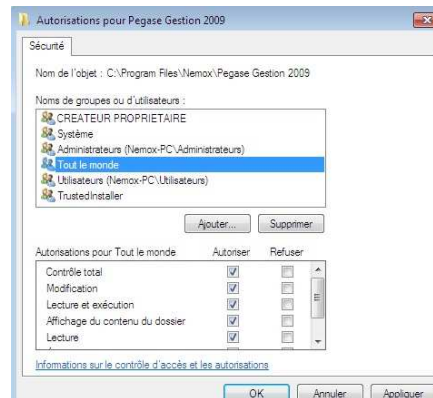 Autorisations pour Pegase Gestion 2009
Sécurité
Nom de l'objet : C:\Program Files\Nemox\Pegase Gestion 2009
Noms de groupes ou d'utilisateurs :
CREATEUR PROPRIETAIRE
Système
Administrateurs (Nemox-PC\Administrateurs)
Tout le monde
Utilisateurs (Nemox-PC\Utilisateurs)
TrustedInstaller
Ajouter... Supprimer
Autorisations pour Tout le monde Autoriser Refuser
Contrôle total
Modification
Lecture et exécution
Affichage du contenu du dossier
Lecture
Informations sur le contrôle d'accès et les autorisations
OK Annuler Appliquer